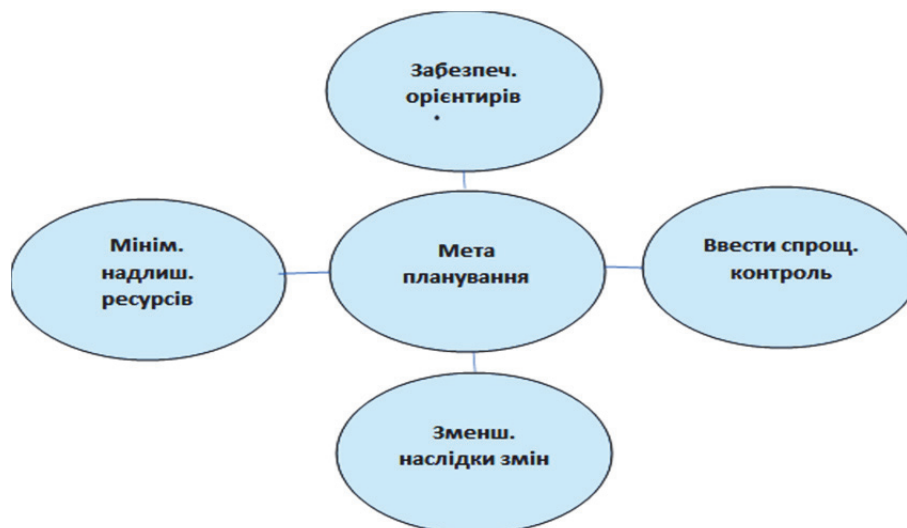 Забезпеч.
орієнтирів
Мінім.
надлиш.
ресурсів
Мета
планування
Ввести спрощ.
контроль
Зменш.
наслідки змін